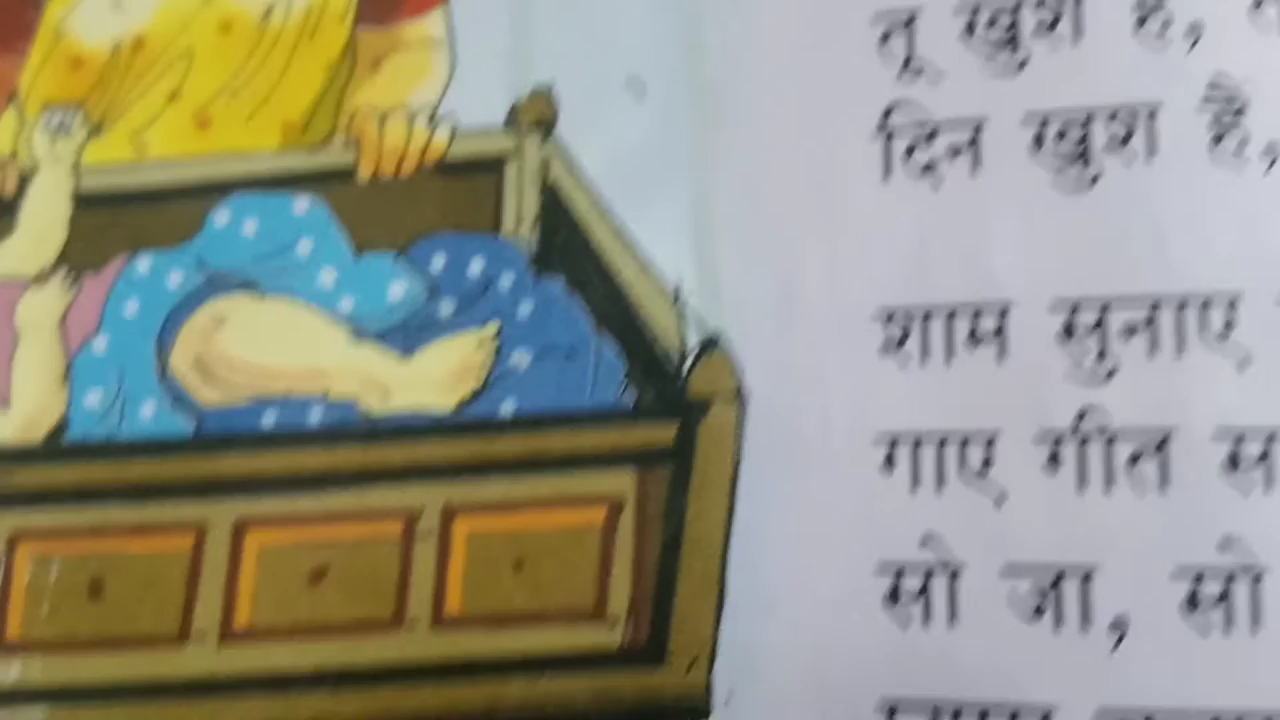 तू खुश है,
दिन खुश है,
शाम सुनाए
गाए गीत
सो जा, सो